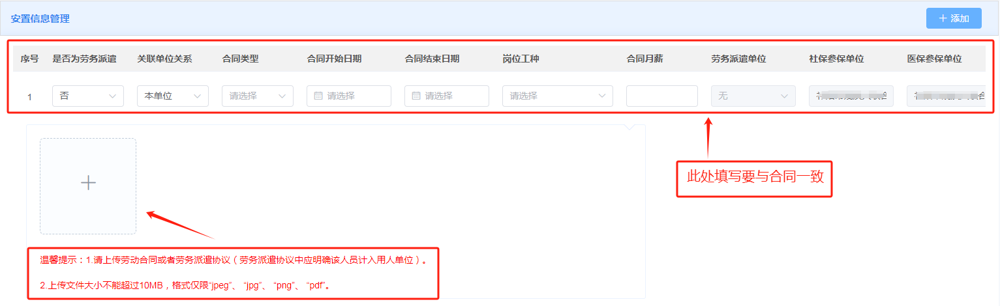 安置信息管理
+ 添加
序号 是否为劳务派遣 关联单位关系 合同类型 合同开始日期 合同结束日期 岗位工种 合同月薪 劳务派遣单位 社保参保单位 医保参保单位
1 否 本单位 请选择 请选择 请选择 请选择 无
此处填写要与合同一致
温馨提示：1.请上传劳动合同或者劳务派遣协议（劳务派遣协议中应明确该人员计入用人单位）。
2.上传文件大小不能超过10MB，格式仅限“jpeg”、 “jpg”、 “png”、 “pdf”。